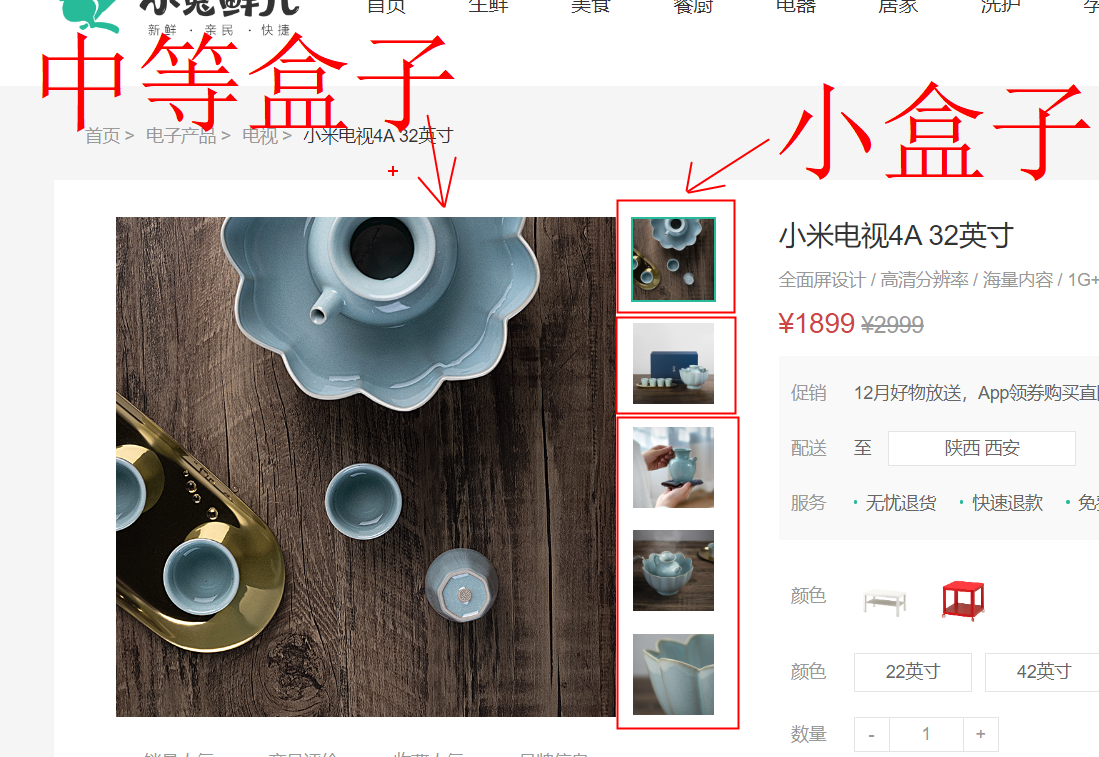 小兔鲜儿
新鲜 · 亲民 · 快捷
首页 生鲜 美食 餐厨 电器 居家 洗护
中等盒子
小盒子
首页 > 电子产品 > 电视 > 小米电视4A 32英寸
小米电视4A 32英寸
全面屏设计 / 高清分辨率 / 海量内容 / 1G+
¥1899 ¥2999
促销 12月好物放送，App领券购买直
配送 至 陕西 西安
服务 · 无忧退货 · 快速退款 · 免
颜色
颜色 22英寸 42英寸
数量 - 1 +